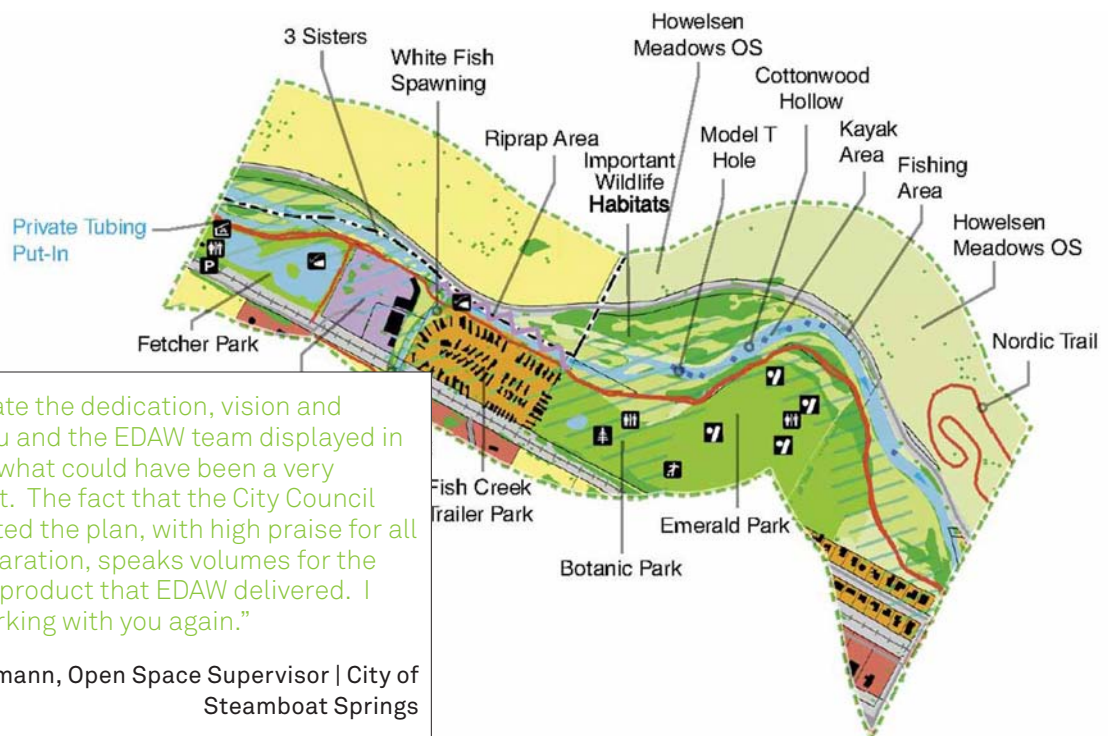 3 Sisters
White Fish
Spawning
Riprap Area
Important
Wildlife
Habitats
Howelsen
Meadows OS
Model T
Hole
Cottonwood
Hollow
Kayak
Area
Fishing
Area
Howelsen
Meadows OS
Nordic Trail
Private Tubing
Put-In
P
Fetcher Park
Fish Creek
Trailer Park
Botanic Park
Emerald Park
ate the dedication, vision and
u and the EDAW team displayed in
what could have been a very
t. The fact that the City Council
ted the plan, with high praise for all
aration, speaks volumes for the
product that EDAW delivered. I
rking with you again.”
mann, Open Space Supervisor | City of
Steamboat Springs